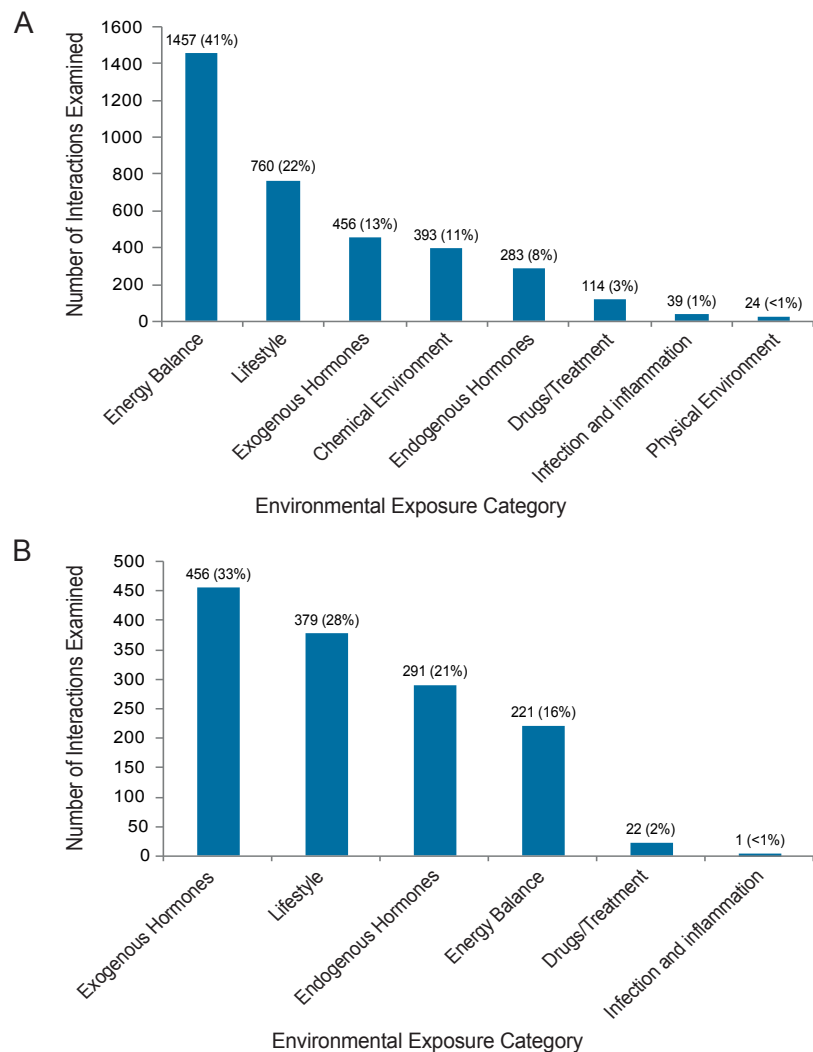 A
Number of Interactions Examined
1600
1400
1200
1000
800
600
400
200
0
1457 (41%)
760 (22%)
456 (13%)
393 (11%)
283 (8%)
114 (3%)
39 (1%)
24 (<1%)
Energy Balance
Lifestyle
Exogenous Hormones
Chemical Environment
Endogenous Hormones
Drugs/Treatment
Infection and inflammation
Physical Environment
Environmental Exposure Category
B
Number of Interactions Examined
500
450
400
350
300
250
200
150
100
50
0
456 (33%)
379 (28%)
291 (21%)
221 (16%)
22 (2%)
1 (<1%)
Exogenous Hormones
Lifestyle
Endogenous Hormones
Energy Balance
Drugs/Treatment
Infection and inflammation
Environmental Exposure Category